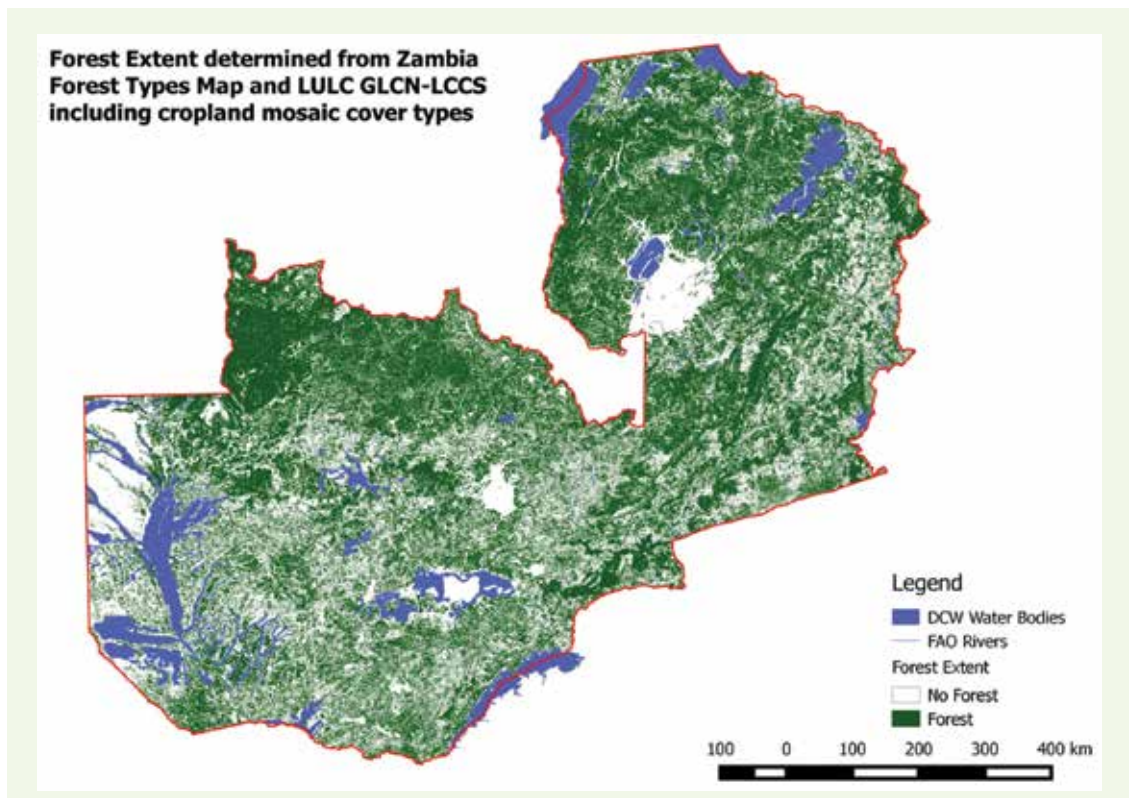 Forest Extent determined from Zambia
Forest Types Map and LULC GLCN-LCCS
including cropland mosaic cover types
Legend
DCW Water Bodies
FAO Rivers
Forest Extent
No Forest
Forest
100 0 100 200 300 400 km